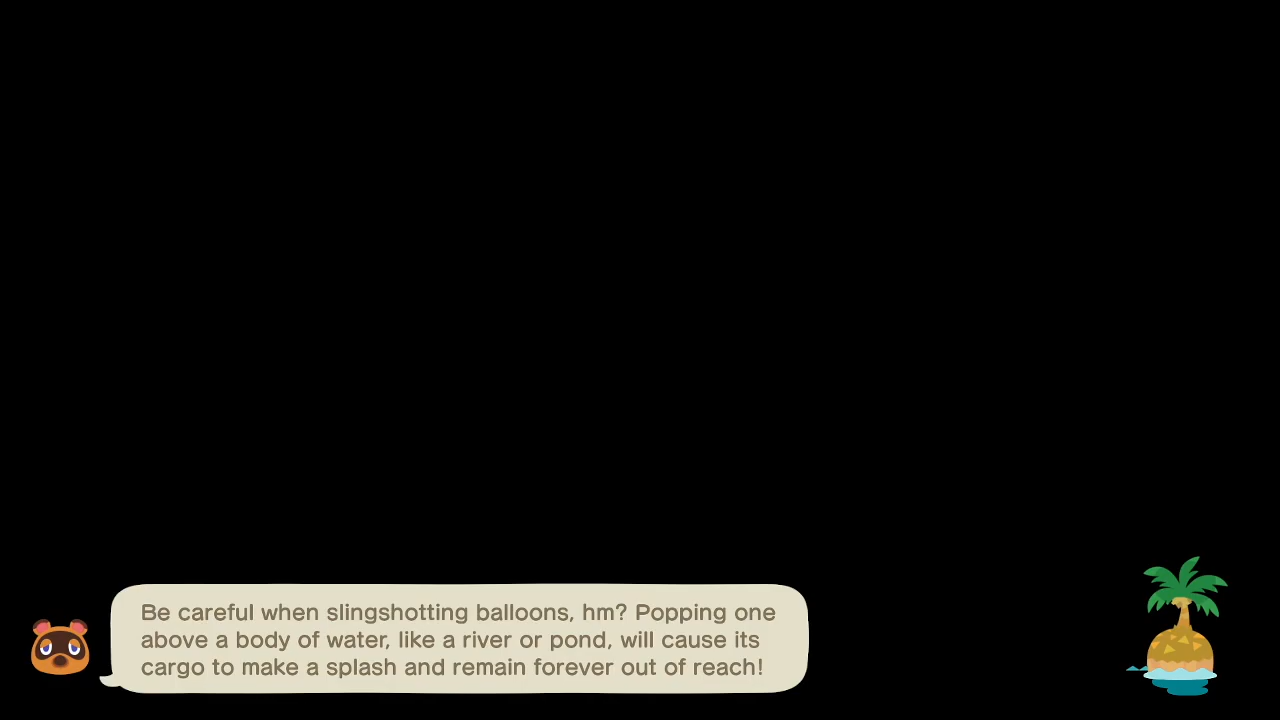 Be careful when slingshotting balloons, hm? Popping one
above a body of water, like a river or pond, will cause its
cargo to make a splash and remain forever out of reach!